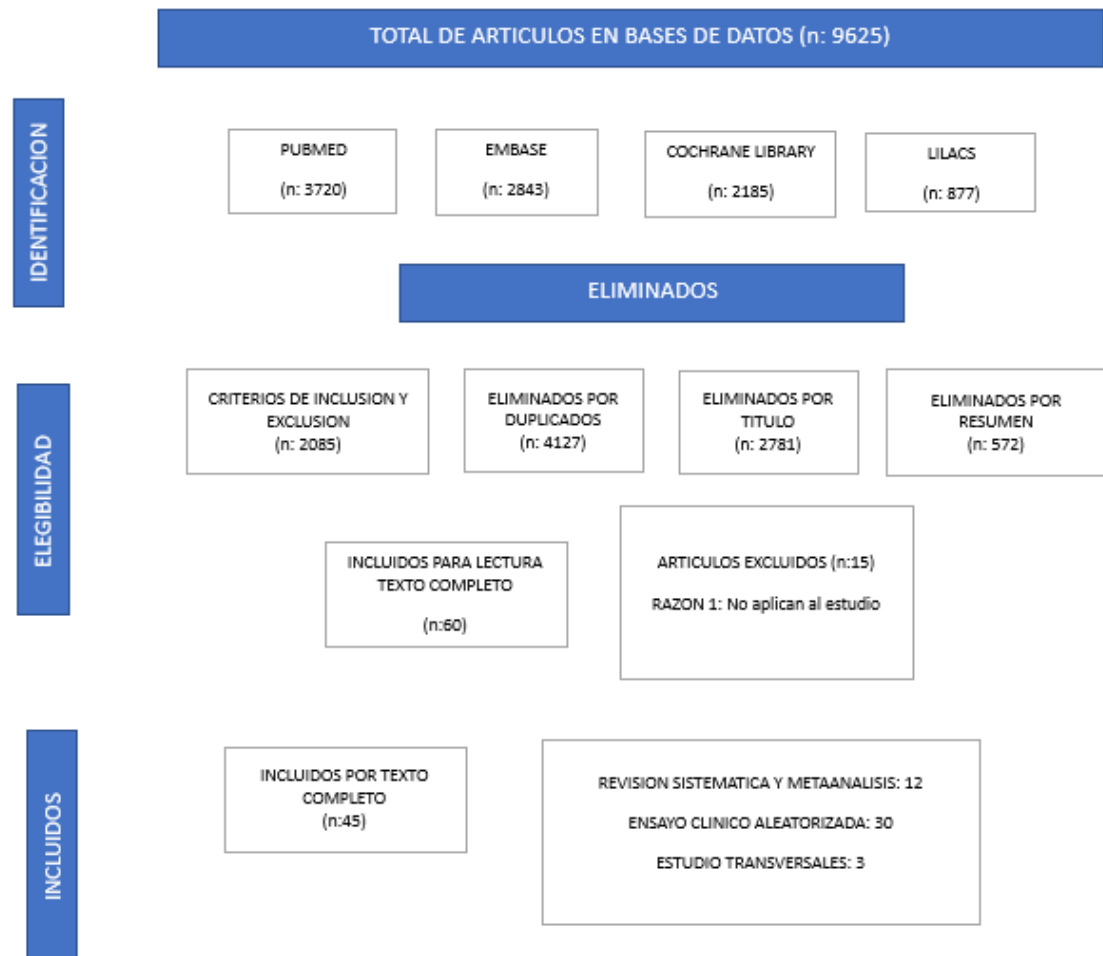 TOTAL DE ARTICULOS EN BASES DE DATOS (n: 9625)
IDENTIFICACION
PUBMED
(n: 3720)
EMBASE
(n: 2843)
COCHRANE LIBRARY
(n: 2185)
LILACS
(n: 877)
ELIMINADOS
ELEGIBILIDAD
CRITERIOS DE INCLUSION Y
EXCLUSION
(n: 2085)
ELIMINADOS POR
DUPLICADOS
(n: 4127)
ELIMINADOS POR
TITULO
(n: 2781)
ELIMINADOS POR
RESUMEN
(n: 572)
INCLUIDOS PARA LECTURA
TEXTO COMPLETO
(n:60)
ARTICULOS EXCLUIDOS (n:15)
RAZON 1: No aplican al estudio
INCLUIDOS
INCLUIDOS POR TEXTO
COMPLETO
(n:45)
REVISION SISTEMATICA Y METAANALISIS: 12
ENSAYO CLINICO ALEATORIZADA: 30
ESTUDIO TRANSVERSALES: 3